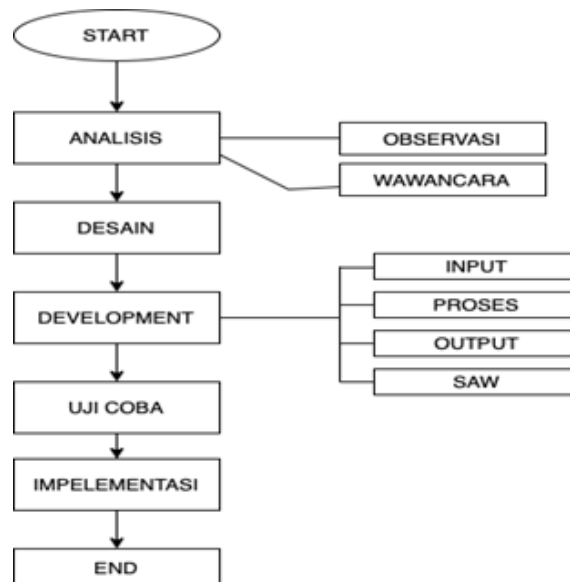 START
ANALISIS
OBSERVASI
WAWANCARA
DESAIN
INPUT
DEVELOPMENT
PROSES
OUTPUT
SAW
UJI COBA
IMPELEMENTASI
END